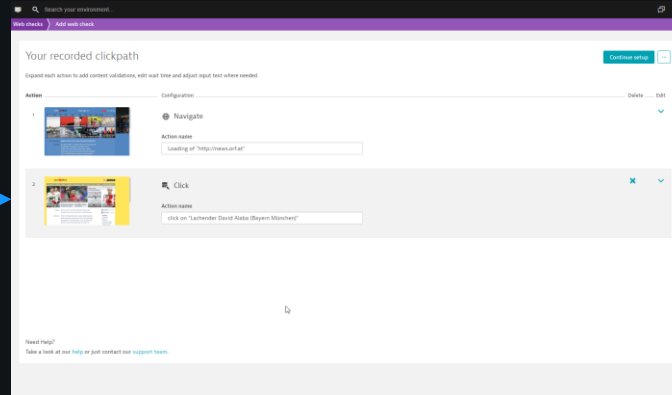 Search your environment...
Web checks
Add web check
Your recorded clickpath
Continue setup
...
Expand each action to add content validations, edit wait time and adjust input text where needed.
Action
Configuration
Delete
Edit
1
Navigate
Action name
Loading of "http://news.orf.at"
2
Click
Action name
click on "Lachender David Alaba (Bayern München)"
Need Help?
Take a look at our help or just contact our support team.